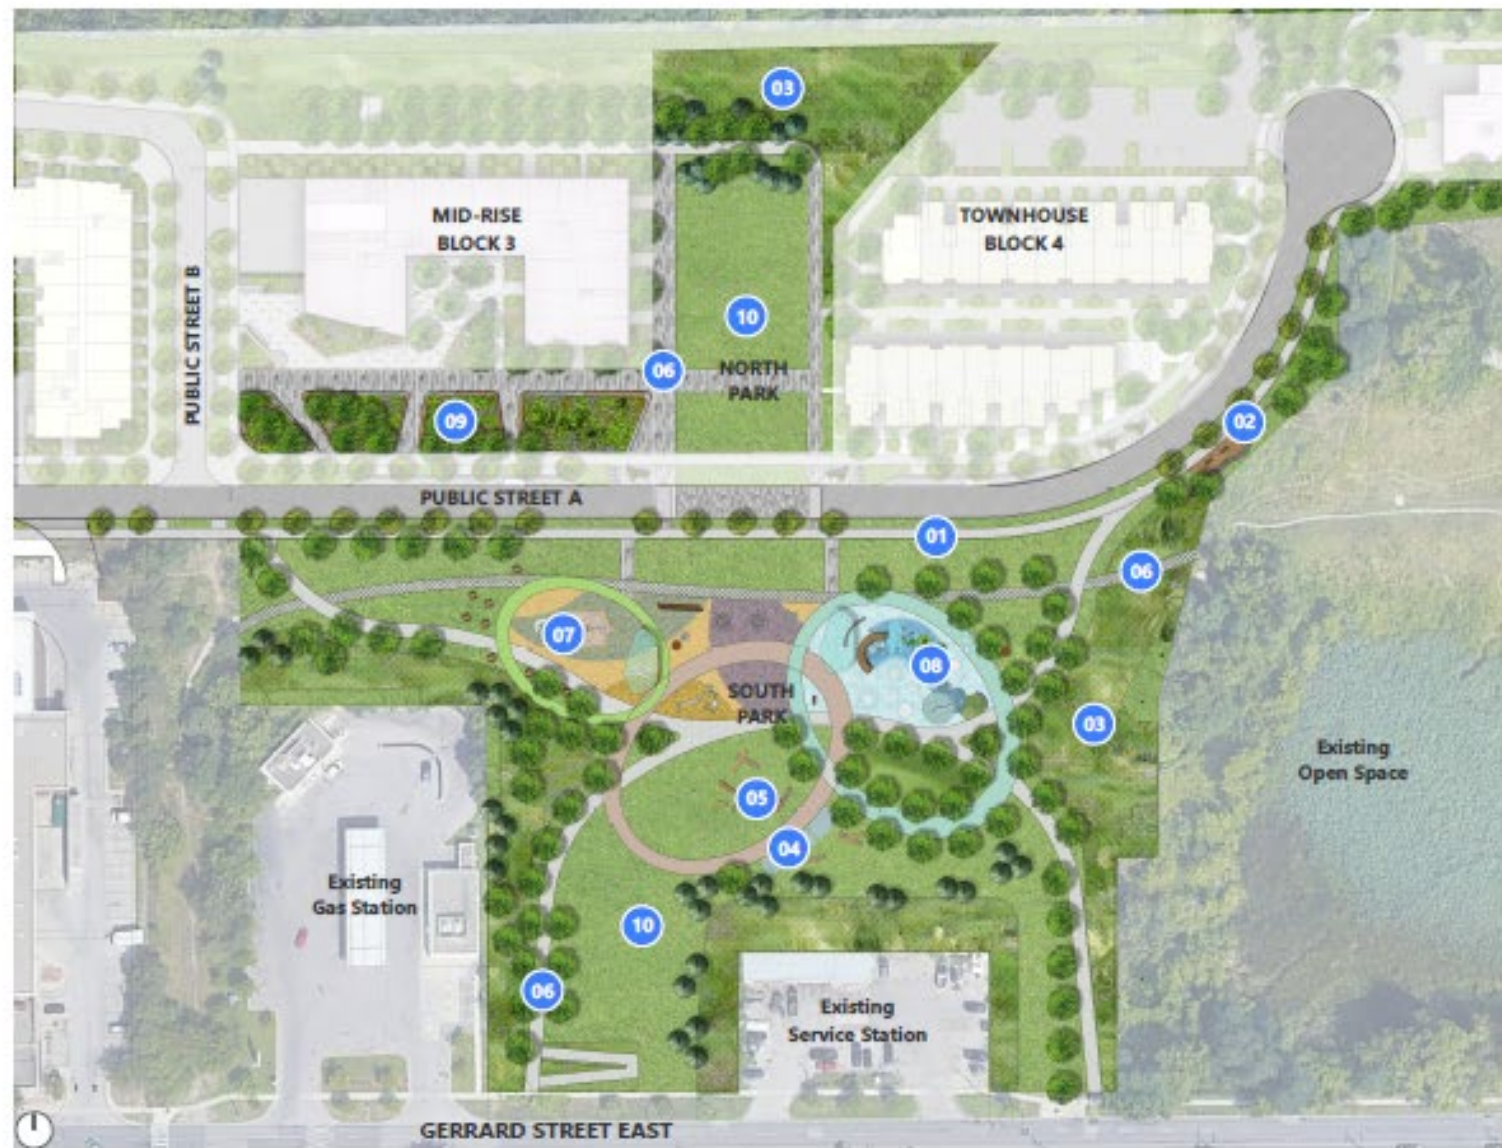 03
MID-RISE
BLOCK 3
TOWNHOUSE
BLOCK 4
PUBLIC STREET B
10
06
NORTH
PARK
09
02
PUBLIC STREET A
01
06
07
08
SOUTH
PARK
03
Existing
Open Space
05
04
Existing
Gas Station
10
06
Existing
Service Station
GERRARD STREET EAST